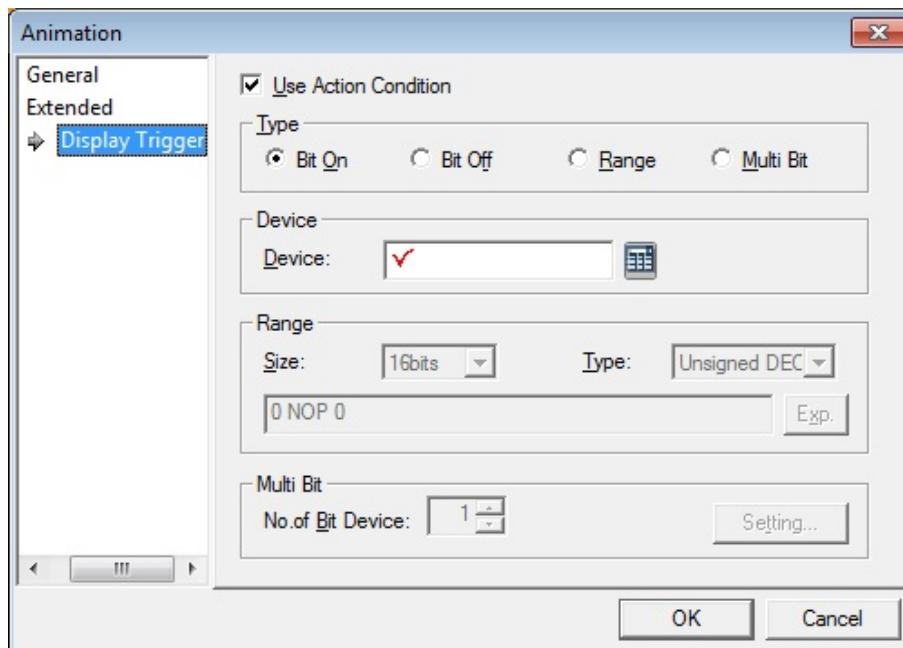 Animation
General
Extended
Display Trigger
Use Action Condition
Type
Bit On
Bit Off
Range
Multi Bit
Device
Device:
Range
Size:
16bits
Type:
Unsigned DEC
0 NOP 0
Exp.
Multi Bit
No.of Bit Device:
1
Setting...
OK
Cancel